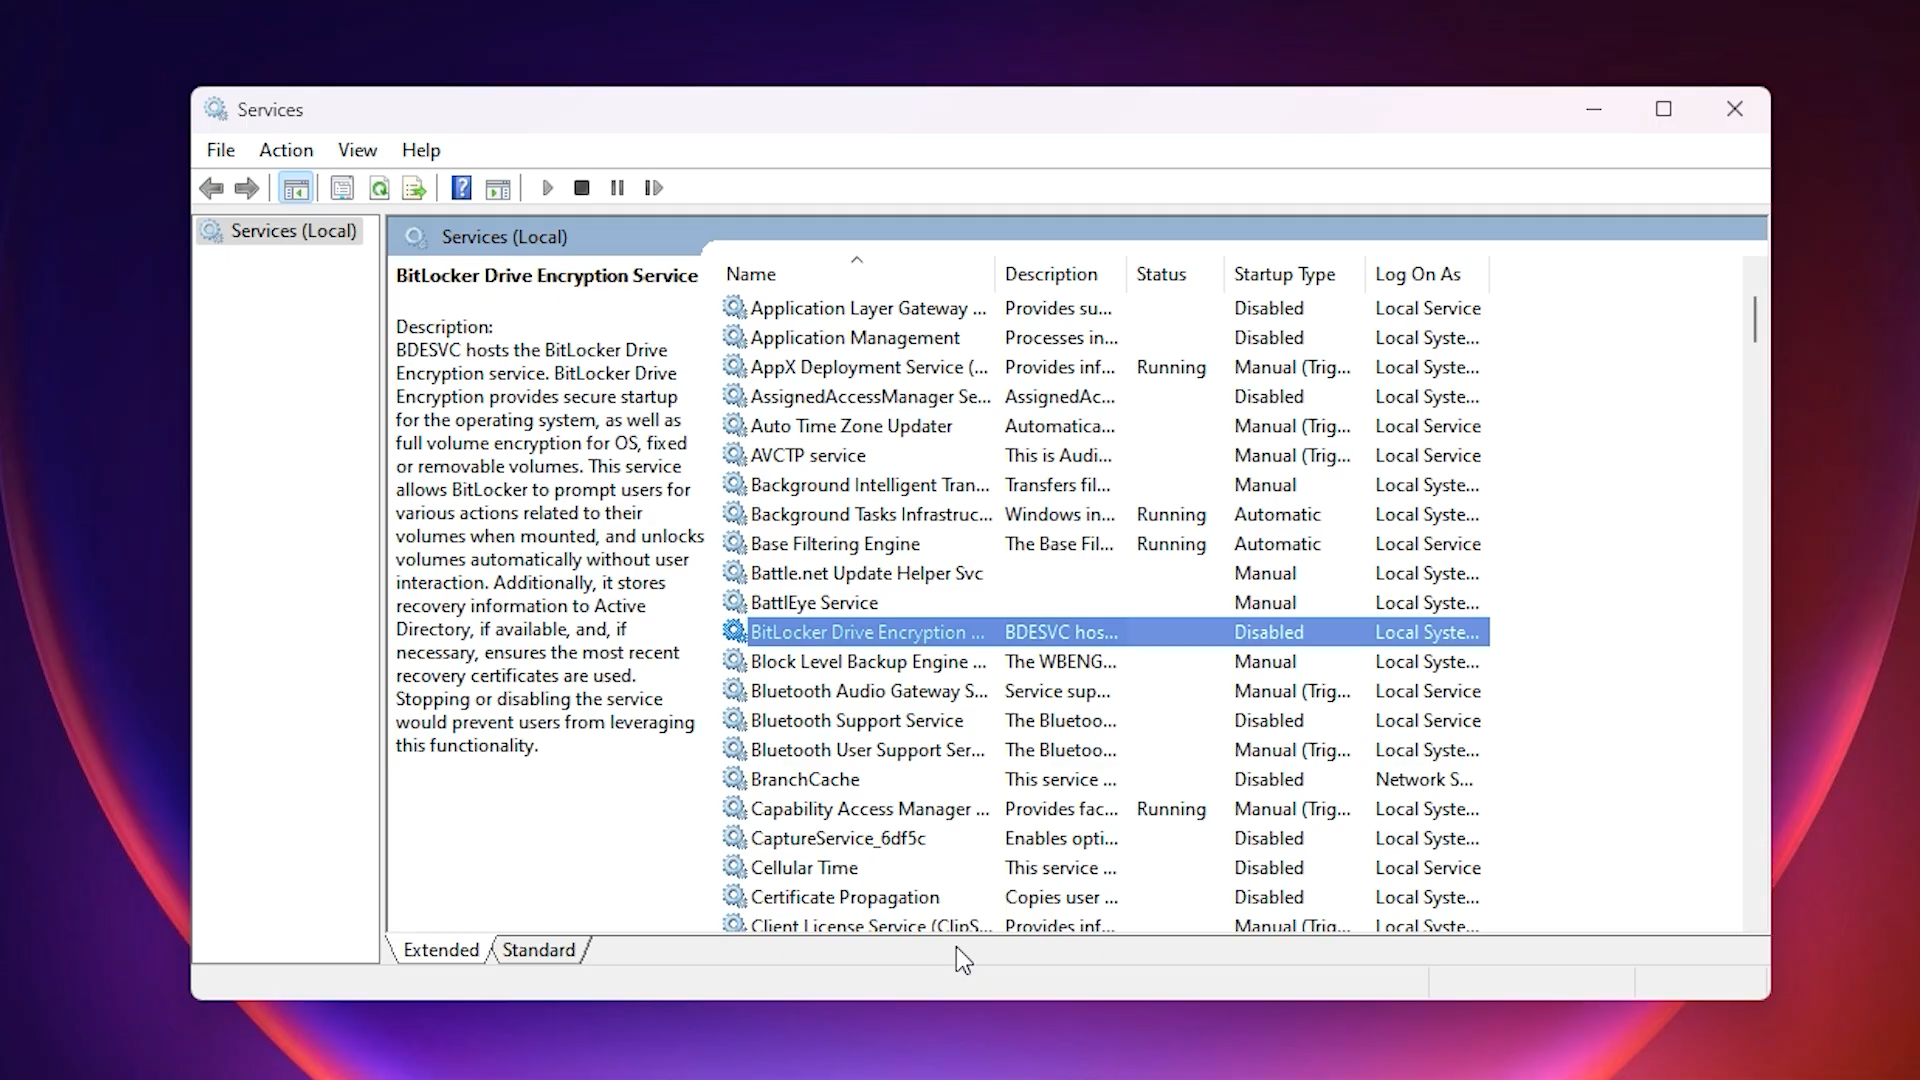 Services
File Action View Help
Services (Local)
Services (Local)
BitLocker Drive Encryption Service
Description:
BDESVC hosts the BitLocker Drive
Encryption service. BitLocker Drive
Encryption provides secure startup
for the operating system, as well as
full volume encryption for OS, fixed
or removable volumes. This service
allows BitLocker to prompt users for
various actions related to their
volumes when mounted, and unlocks
volumes automatically without user
interaction. Additionally, it stores
recovery information to Active
Directory, if available, and, if
necessary, ensures the most recent
recovery certificates are used.
Stopping or disabling the service
would prevent users from leveraging
this functionality.
Name Description Status Startup Type Log On As
Application Layer Gateway ... Provides su... Disabled Local Service
Application Management Processes in... Disabled Local Syste...
AppX Deployment Service (... Provides inf... Running Manual (Trig... Local Syste...
AssignedAccessManager Se... AssignedAc... Disabled Local Syste...
Auto Time Zone Updater Automatica... Manual (Trig... Local Service
AVCTP service This is Audi... Manual (Trig... Local Service
Background Intelligent Tran... Transfers fil... Manual Local Syste...
Background Tasks Infrastruc... Windows in... Running Automatic Local Syste...
Base Filtering Engine The Base Fil... Running Automatic Local Service
Battle.net Update Helper Svc Manual Local Syste...
BattlEye Service Manual Local Syste...
BitLocker Drive Encryption ... BDESVC hos... Disabled Local Syste...
Block Level Backup Engine ... The WBENG... Manual Local Syste...
Bluetooth Audio Gateway S... Service sup... Manual (Trig... Local Service
Bluetooth Support Service The Bluetoo... Disabled Local Service
Bluetooth User Support Ser... The Bluetoo... Manual (Trig... Local Syste...
BranchCache This service ... Disabled Network S...
Capability Access Manager ... Provides fac... Running Manual (Trig... Local Syste...
CaptureService_6df5c Enables opti... Disabled Local Syste...
Cellular Time This service ... Disabled Local Service
Certificate Propagation Copies user ... Disabled Local Syste...
Client License Service (ClipS... Provides inf... Manual (Trig... Local Syste...
Extended Standard